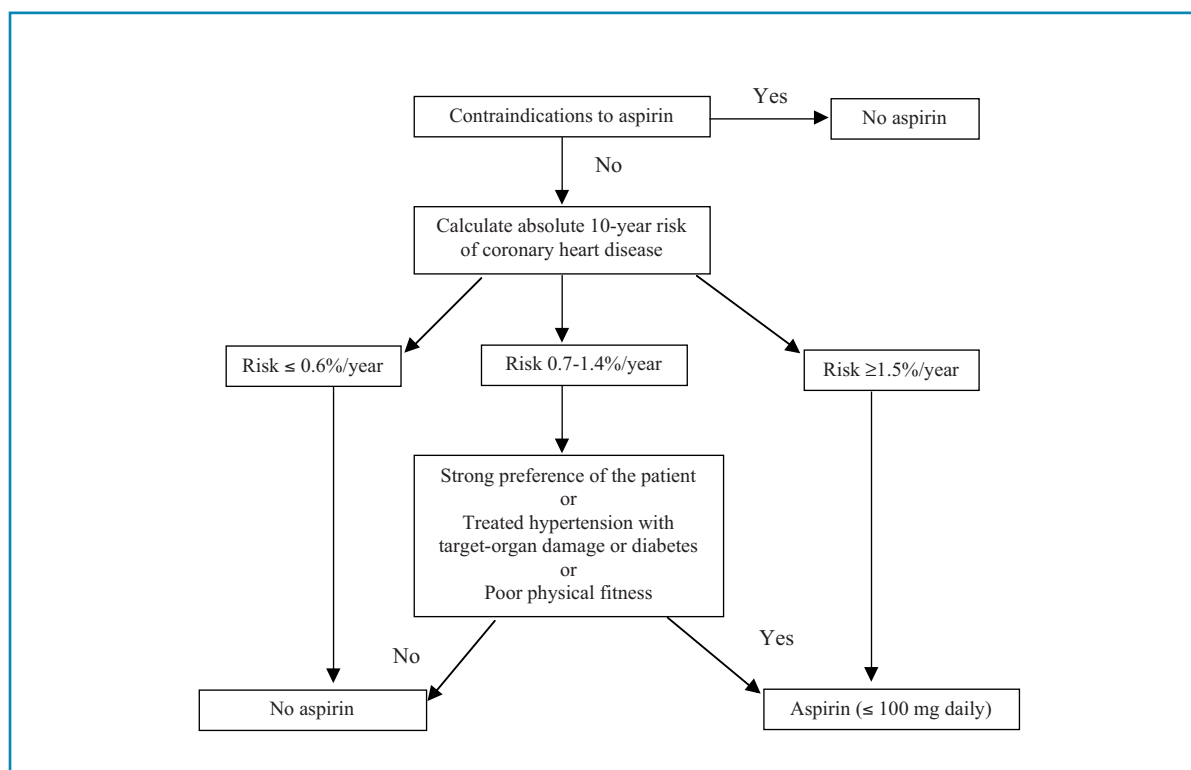 Contraindications to aspirin
Yes
No aspirin
No
Calculate absolute 10-year risk
of coronary heart disease
Risk ≤ 0.6%/year
Risk 0.7-1.4%/year
Risk ≥1.5%/year
Strong preference of the patient
or
Treated hypertension with
target-organ damage or diabetes
or
Poor physical fitness
No
Yes
No aspirin
Aspirin (≤ 100 mg daily)